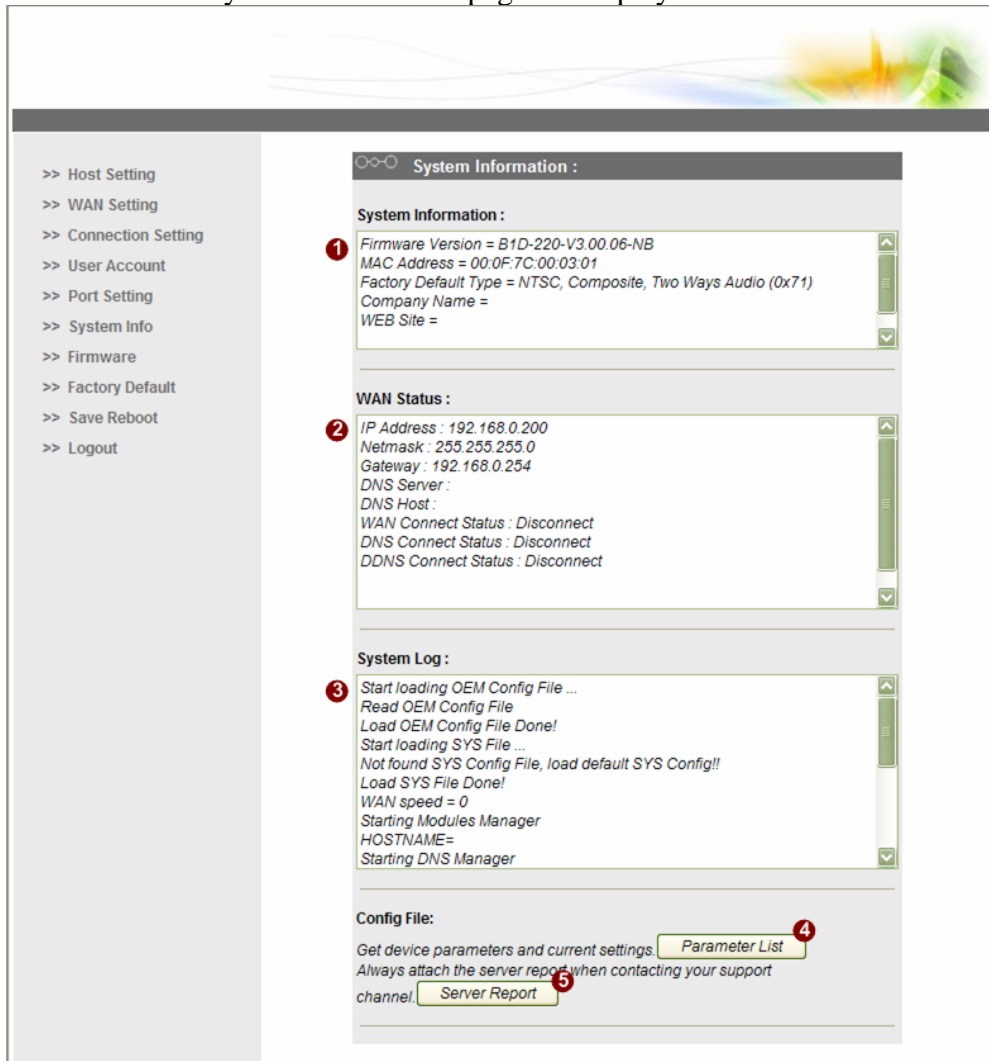 >> Host Setting
>> WAN Setting
>> Connection Setting
>> User Account
>> Port Setting
>> System Info
>> Firmware
>> Factory Default
>> Save Reboot
>> Logout
System Information :
System Information :
1
Firmware Version = B1D-220-V3.00.06-NB
MAC Address = 00:0F:7C:00:03:01
Factory Default Type = NTSC, Composite, Two Ways Audio (0x71)
Company Name =
WEB Site =
WAN Status :
2
IP Address : 192.168.0.200
Netmask : 255.255.255.0
Gateway : 192.168.0.254
DNS Server :
DNS Host :
WAN Connect Status : Disconnect
DNS Connect Status : Disconnect
DDNS Connect Status : Disconnect
System Log :
3
Start loading OEM Config File ...
Read OEM Config File
Load OEM Config File Done!
Start loading SYS File ...
Not found SYS Config File, load default SYS Config!!
Load SYS File Done!
WAN speed = 0
Starting Modules Manager
HOSTNAME=
Starting DNS Manager
Config File:
4
Get device parameters and current settings. Parameter List
Always attach the server report when contacting your support
5
channel. Server Report